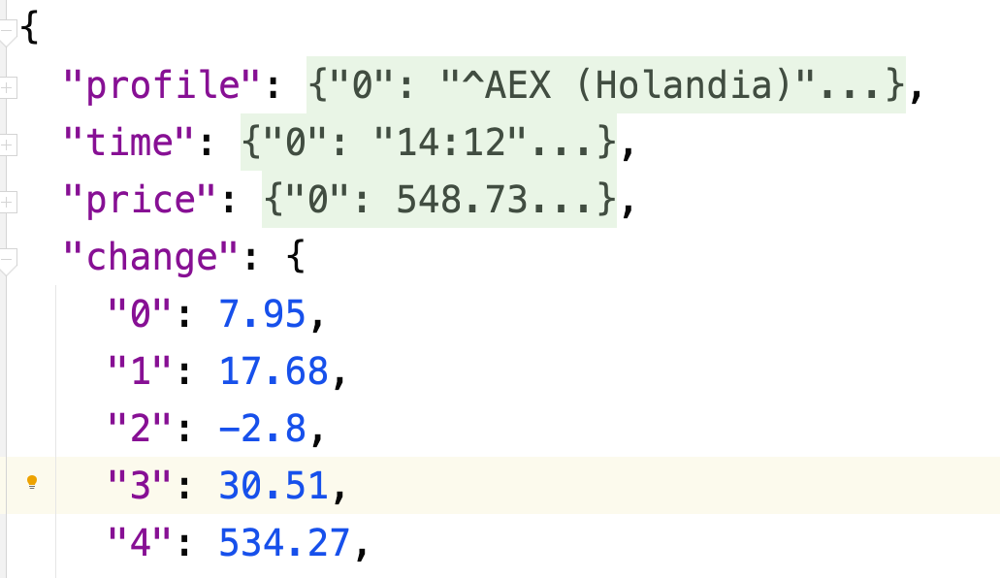 {
"profile": {"0": "^AEX (Holandia)"...},
"time": {"0": "14:12"...},
"price": {"0": 548.73...},
"change": {
"0": 7.95,
"1": 17.68,
"2": -2.8,
"3": 30.51,
"4": 534.27,